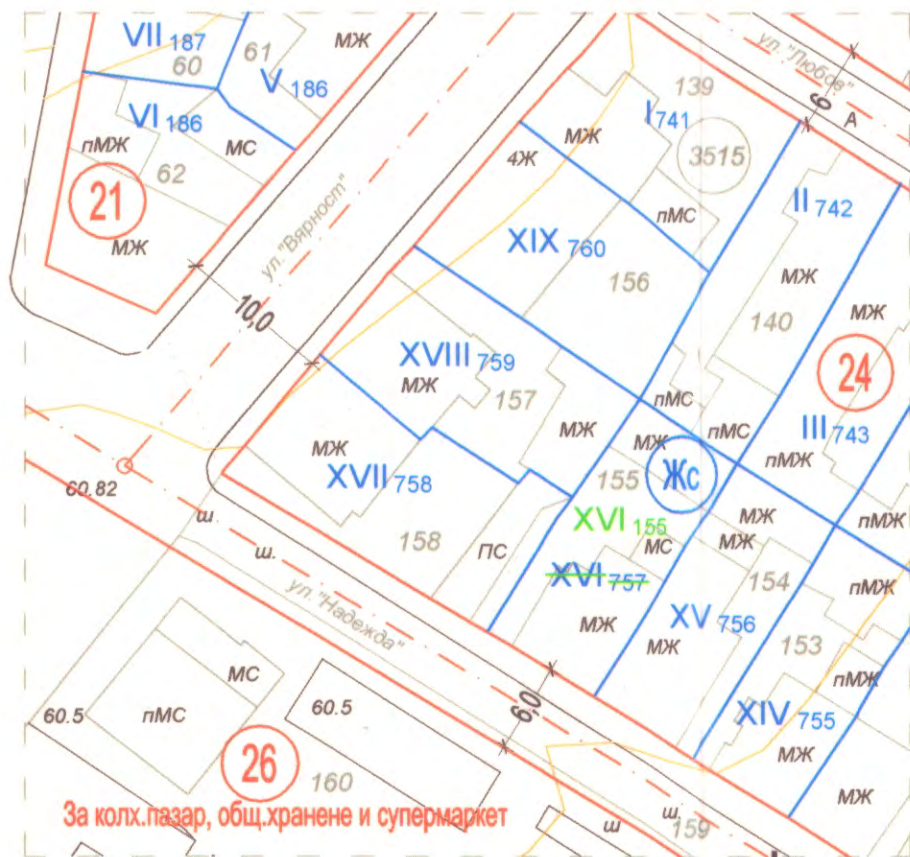 VII 187
60
61
МЖ
V 186
VI 186
пМЖ
МС
62
21
МЖ
ул. "Вярност"
10,0
ул. "Любов"
6
А
139
I 741
МЖ
4Ж
3515
пМС
II 742
XIX 760
156
МЖ
140
МЖ
24
XVIII 759
МЖ
157
пМС
пМС
III 743
пМЖ
МЖ
МЖ
МЖ
XVII 758
155
Жс
XVI 155
МС
МЖ
МЖ
пМЖ
60.82
ш.
ш.
158
ПС
XVI 757
154
пМЖ
ул. "Надежда"
МЖ
XV 756
МЖ
153
пМЖ
МС
60.5
пМС
60.5
6,0
XIV 755
МЖ
26
160
МЖ
За колх.пазар, общ.хранене и супермаркет
ш
ш.
159